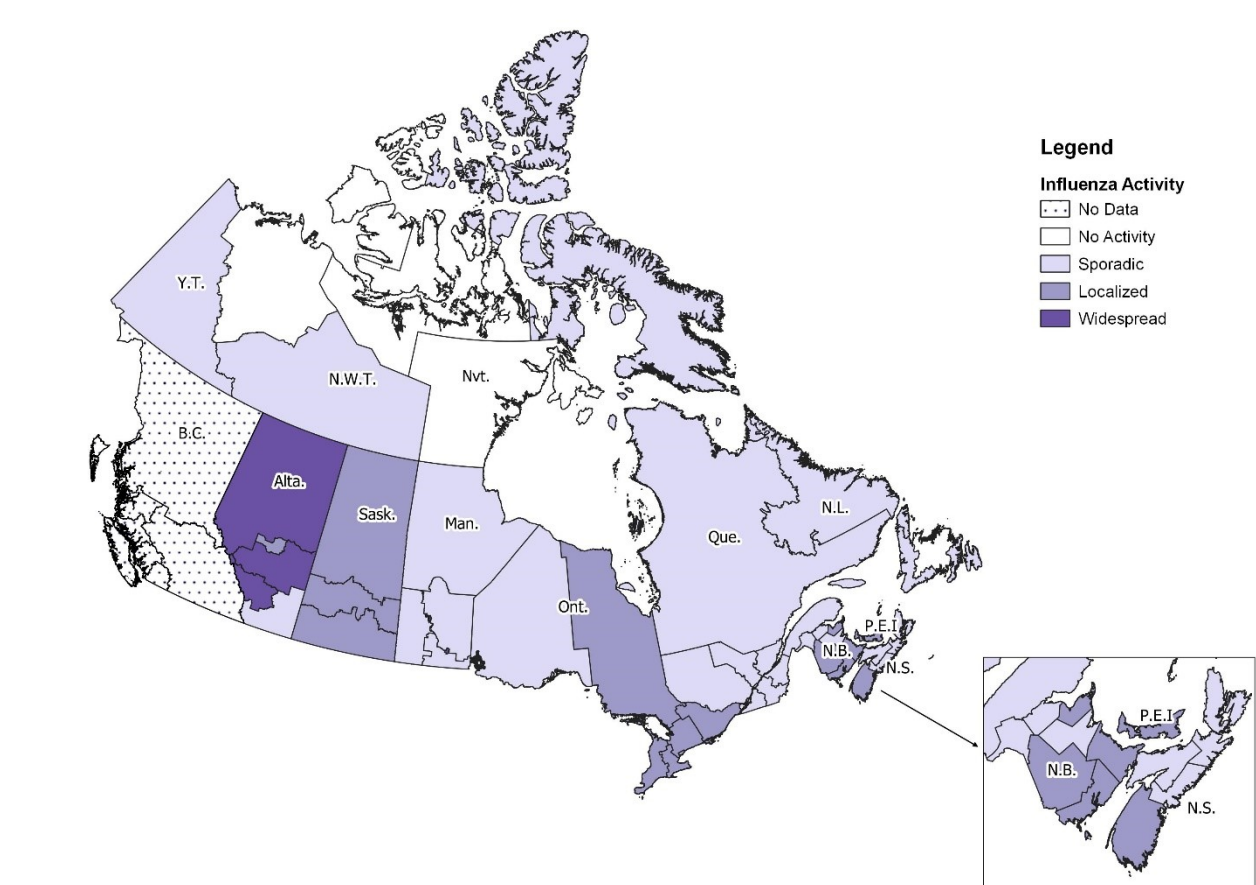 Legend
Influenza Activity
No Data
No Activity
Sporadic
Localized
Widespread
Y.T.
N.W.T.
Nvt.
B.C.
Alta.
Sask.
Man.
Que.
N.L.
Ont.
P.E.I
N.B.
N.S.
P.E.I
N.B.
N.S.